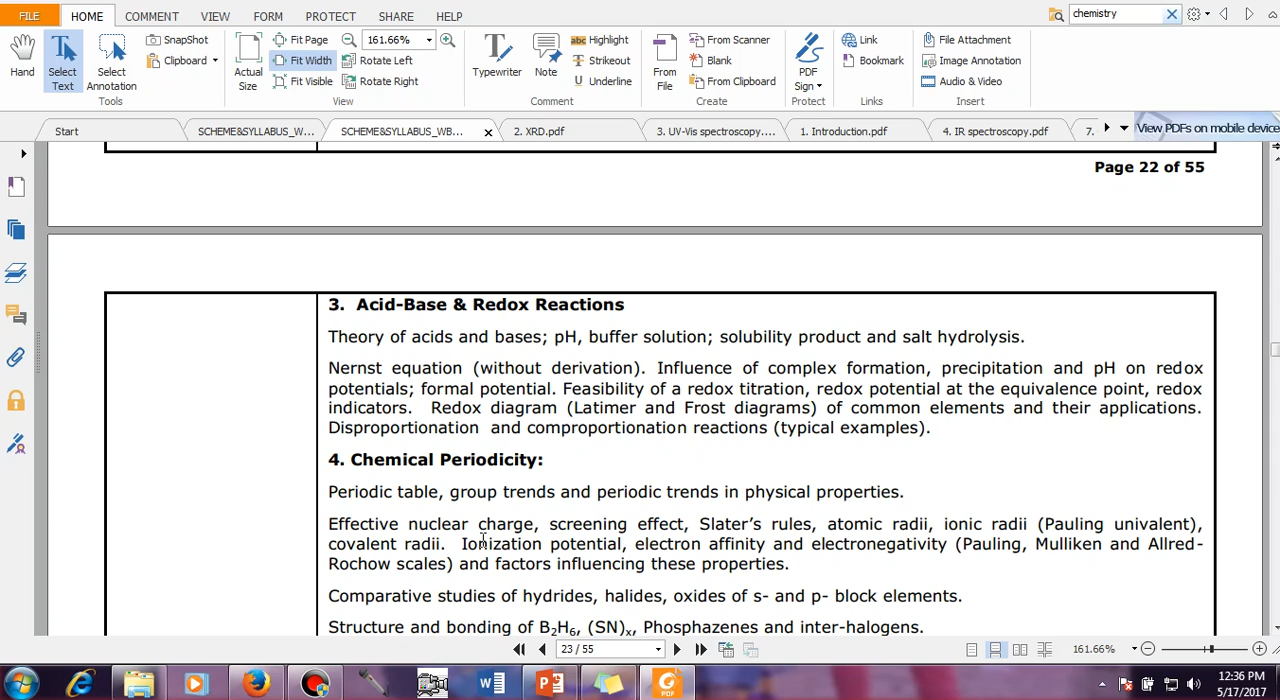 FILE HOME COMMENT VIEW FORM PROTECT SHARE HELP chemistry
SnapShot Fit Page 161.66% Highlight From Scanner Link File Attachment
Clipboard Fit Width Rotate Left Strikeout Blank Bookmark Image Annotation
Hand Select Text Select Annotation Actual Size Fit Visible Rotate Right Typewriter Note Underline From File From Clipboard PDF Sign Audio & Video
Tools View Comment Create Protect Links Insert
Start SCHEME&SYLLABUS_W... SCHEME&SYLLABUS_WB... 2. XRD.pdf 3. UV-Vis spectroscopy.... 1. Introduction.pdf 4. IR spectroscopy.pdf 7. View PDFs on mobile device
Page 22 of 55
3. Acid-Base & Redox Reactions
Theory of acids and bases; pH, buffer solution; solubility product and salt hydrolysis.
Nernst equation (without derivation). Influence of complex formation, precipitation and pH on redox
potentials; formal potential. Feasibility of a redox titration, redox potential at the equivalence point, redox
indicators. Redox diagram (Latimer and Frost diagrams) of common elements and their applications.
Disproportionation and comproportionation reactions (typical examples).
4. Chemical Periodicity:
Periodic table, group trends and periodic trends in physical properties.
Effective nuclear charge, screening effect, Slater's rules, atomic radii, ionic radii (Pauling univalent),
covalent radii. Ionization potential, electron affinity and electronegativity (Pauling, Mulliken and Allred-
Rochow scales) and factors influencing these properties.
Comparative studies of hydrides, halides, oxides of s- and p- block elements.
Structure and bonding of B₂H₆, (SN)ₓ, Phosphazenes and inter-halogens.
23 / 55 161.66%
12:36 PM
5/17/2017